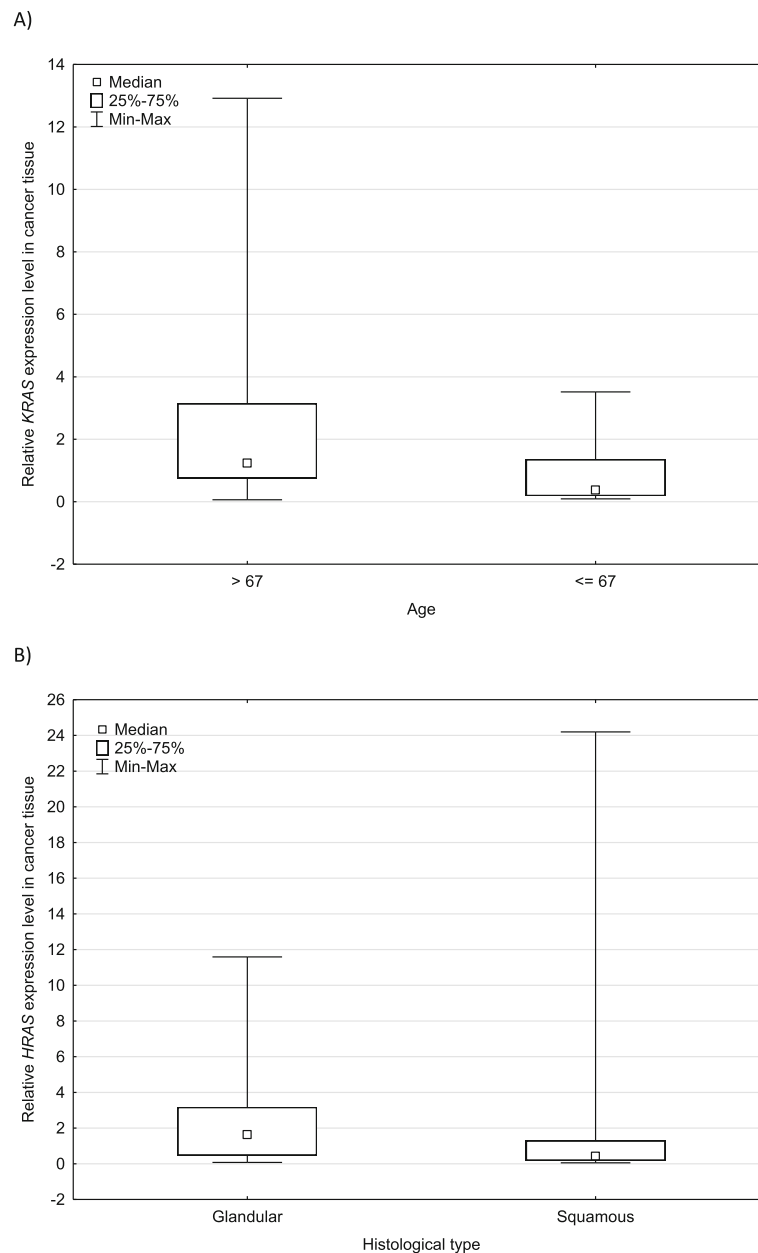 A)
Relative KRAS expression level in cancer tissue
14
12
10
8
6
4
2
0
-2
Median
25%-75%
Min-Max
> 67
<= 67
Age
B)
Relative HRAS expression level in cancer tissue
26
24
22
20
18
16
14
12
10
8
6
4
2
0
-2
Median
25%-75%
Min-Max
Glandular
Squamous
Histological type